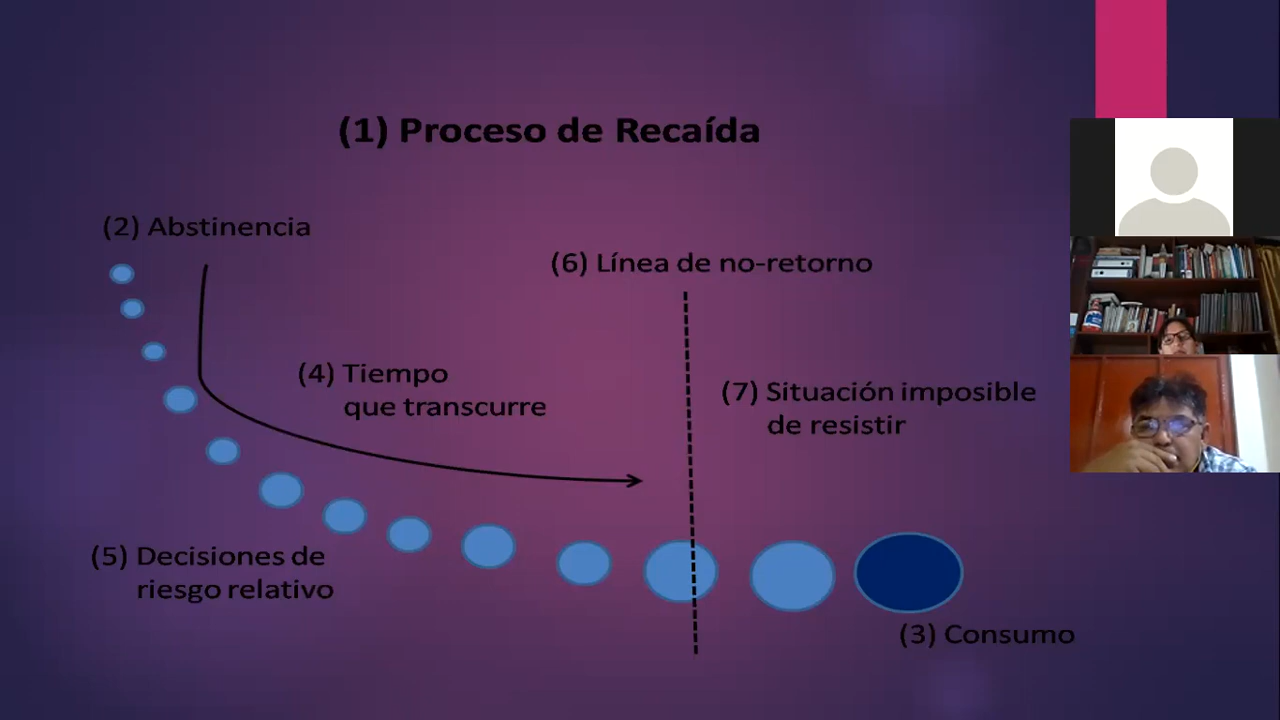 (1) Proceso de Recaída
(2) Abstinencia
(6) Línea de no-retorno
(4) Tiempo
que transcurre
(7) Situación imposible
de resistir
(5) Decisiones de
riesgo relativo
(3) Consumo